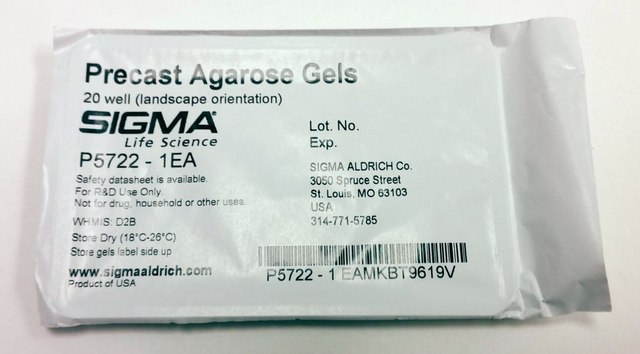 Precast Agarose Gels
20 well (landscape orientation)
SIGMA
Life Science
P5722 - 1EA
Safety datasheet is available.
For R&D Use Only.
Not for drug, household or other uses.
WHMIS: D2B
Store Dry (18°C-26°C)
Store gels label side up
www.sigmaaldrich.com
Product of USA
Lot. No.
Exp.
SIGMA ALDRICH Co.
3050 Spruce Street
St. Louis, MO 63103
USA
314-771-5785
P5722 - 1 EAMKBT9619V